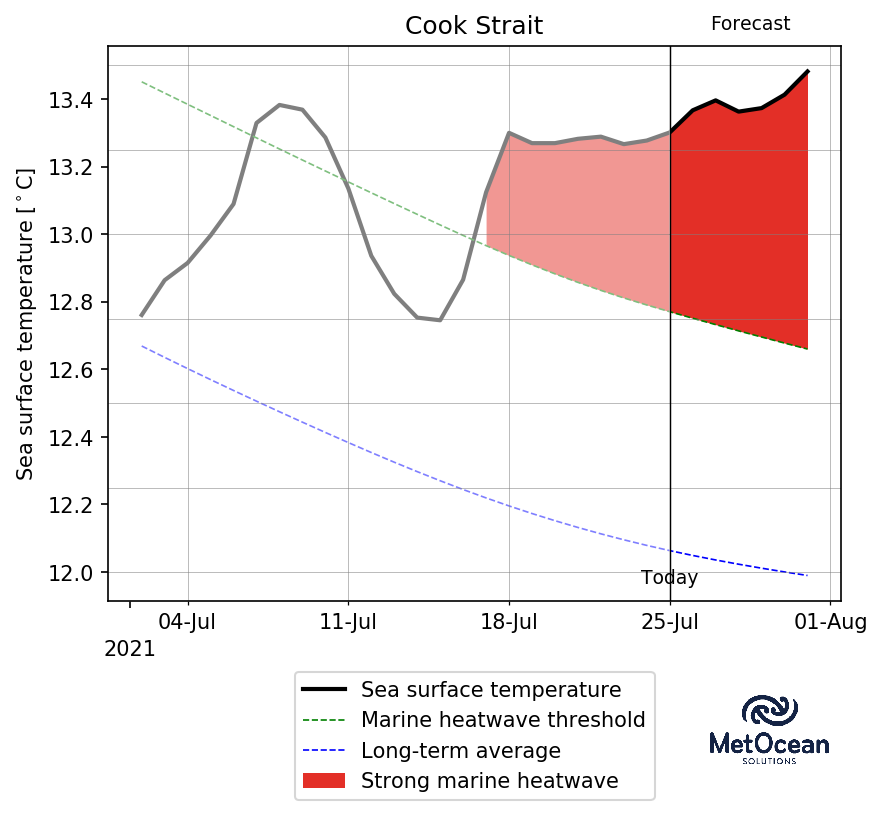 Cook Strait
Forecast
Sea surface temperature [°C]
13.4
13.2
13.0
12.8
12.6
12.4
12.2
12.0
Today
04-Jul 11-Jul 18-Jul 25-Jul 01-Aug
2021
Sea surface temperature
Marine heatwave threshold
Long-term average
Strong marine heatwave
MetOcean
SOLUTIONS